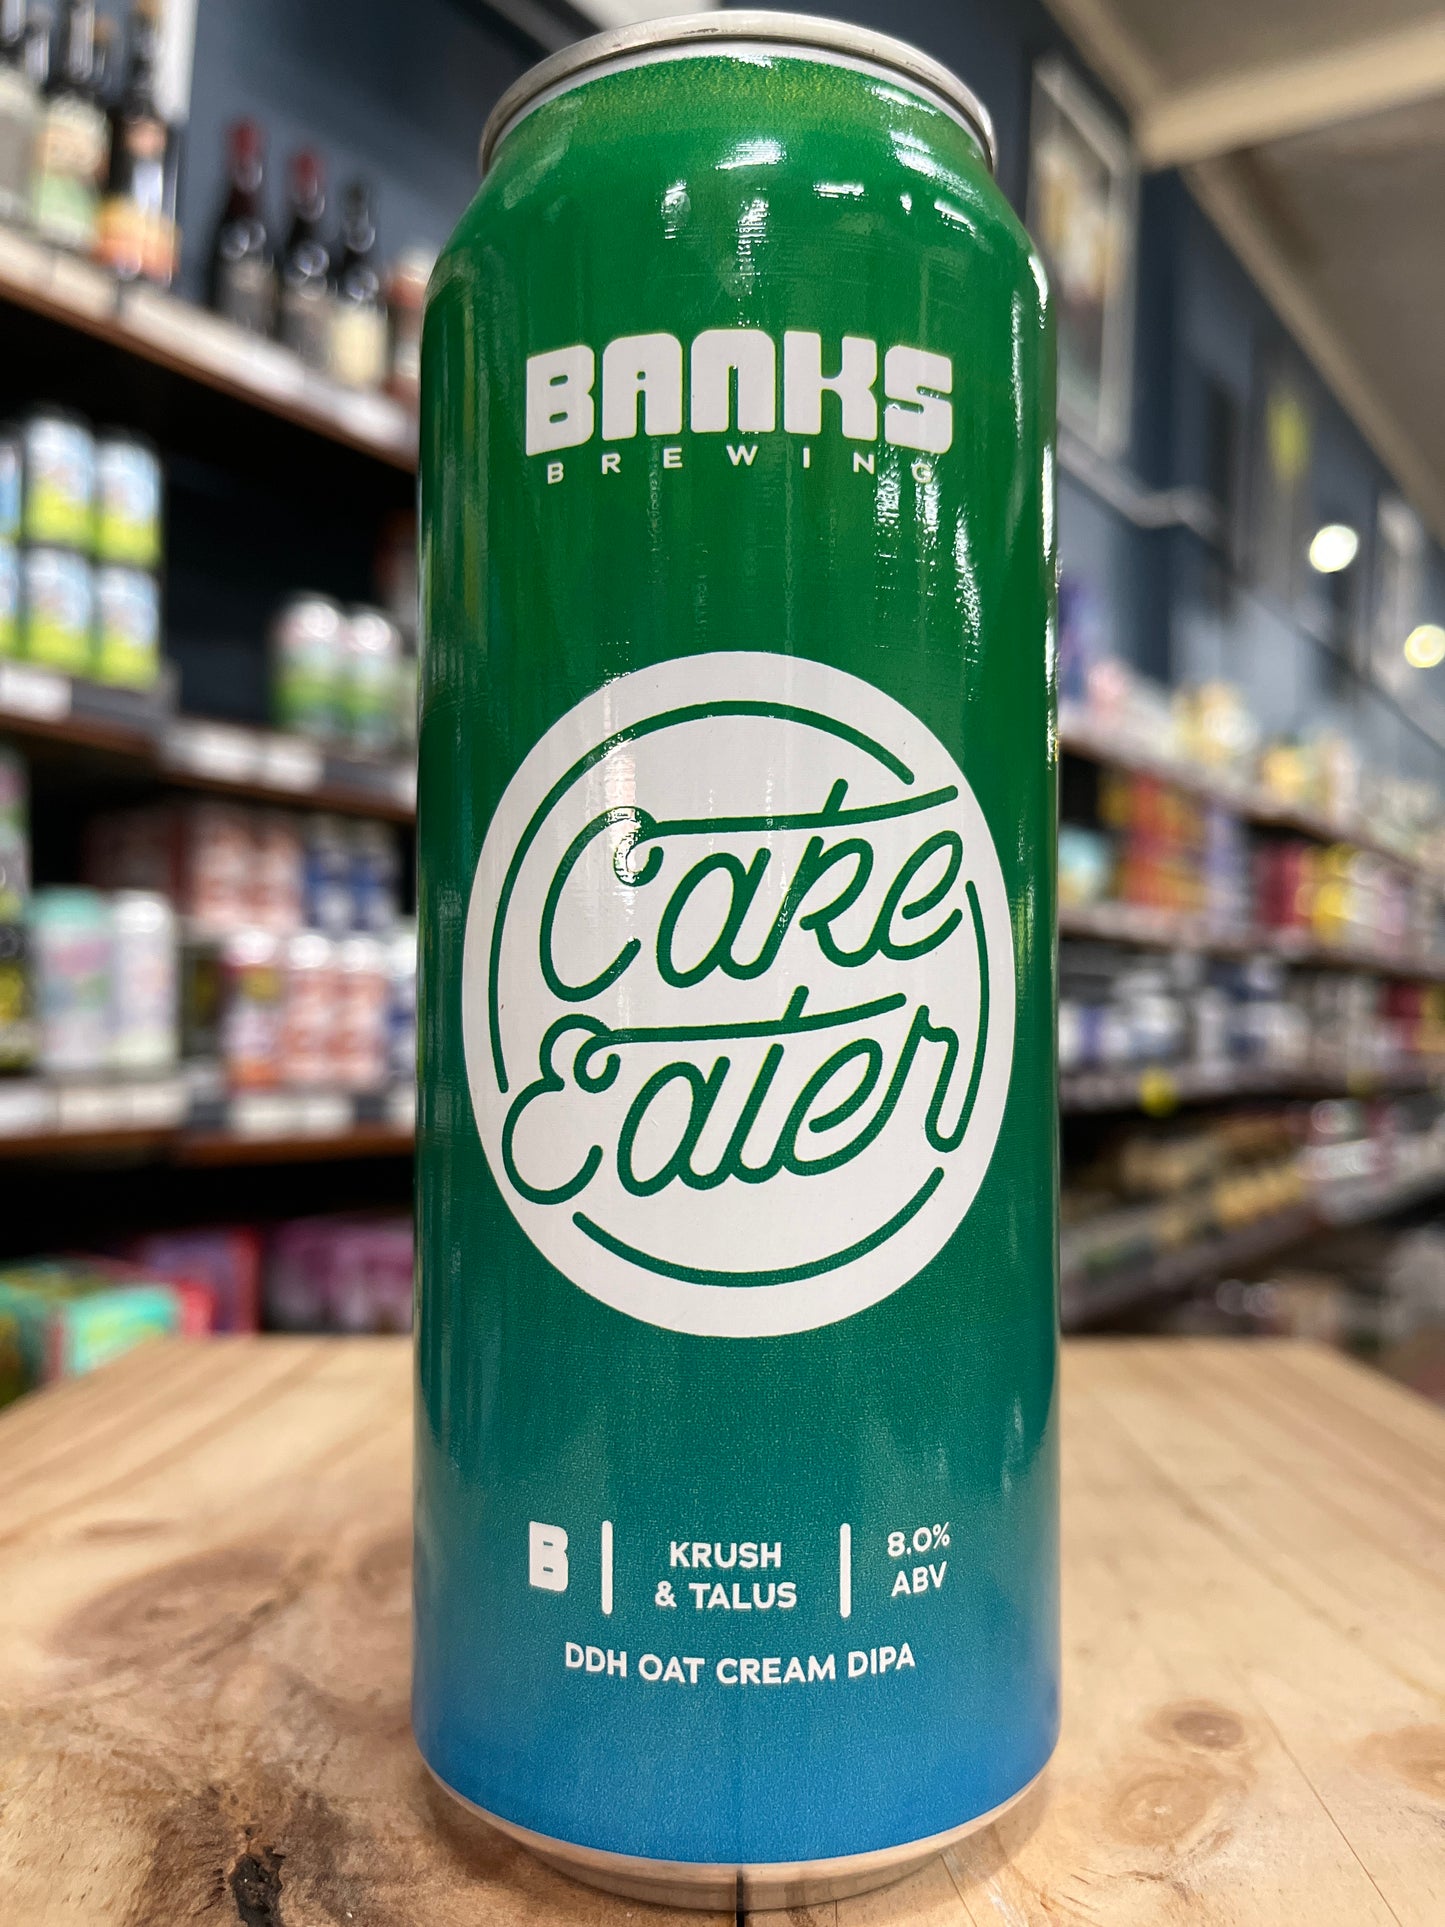 BANKS
BREWING
Cake
Eater
B
KRUSH
& TALUS
8.0%
ABV
DDH OAT CREAM DIPA